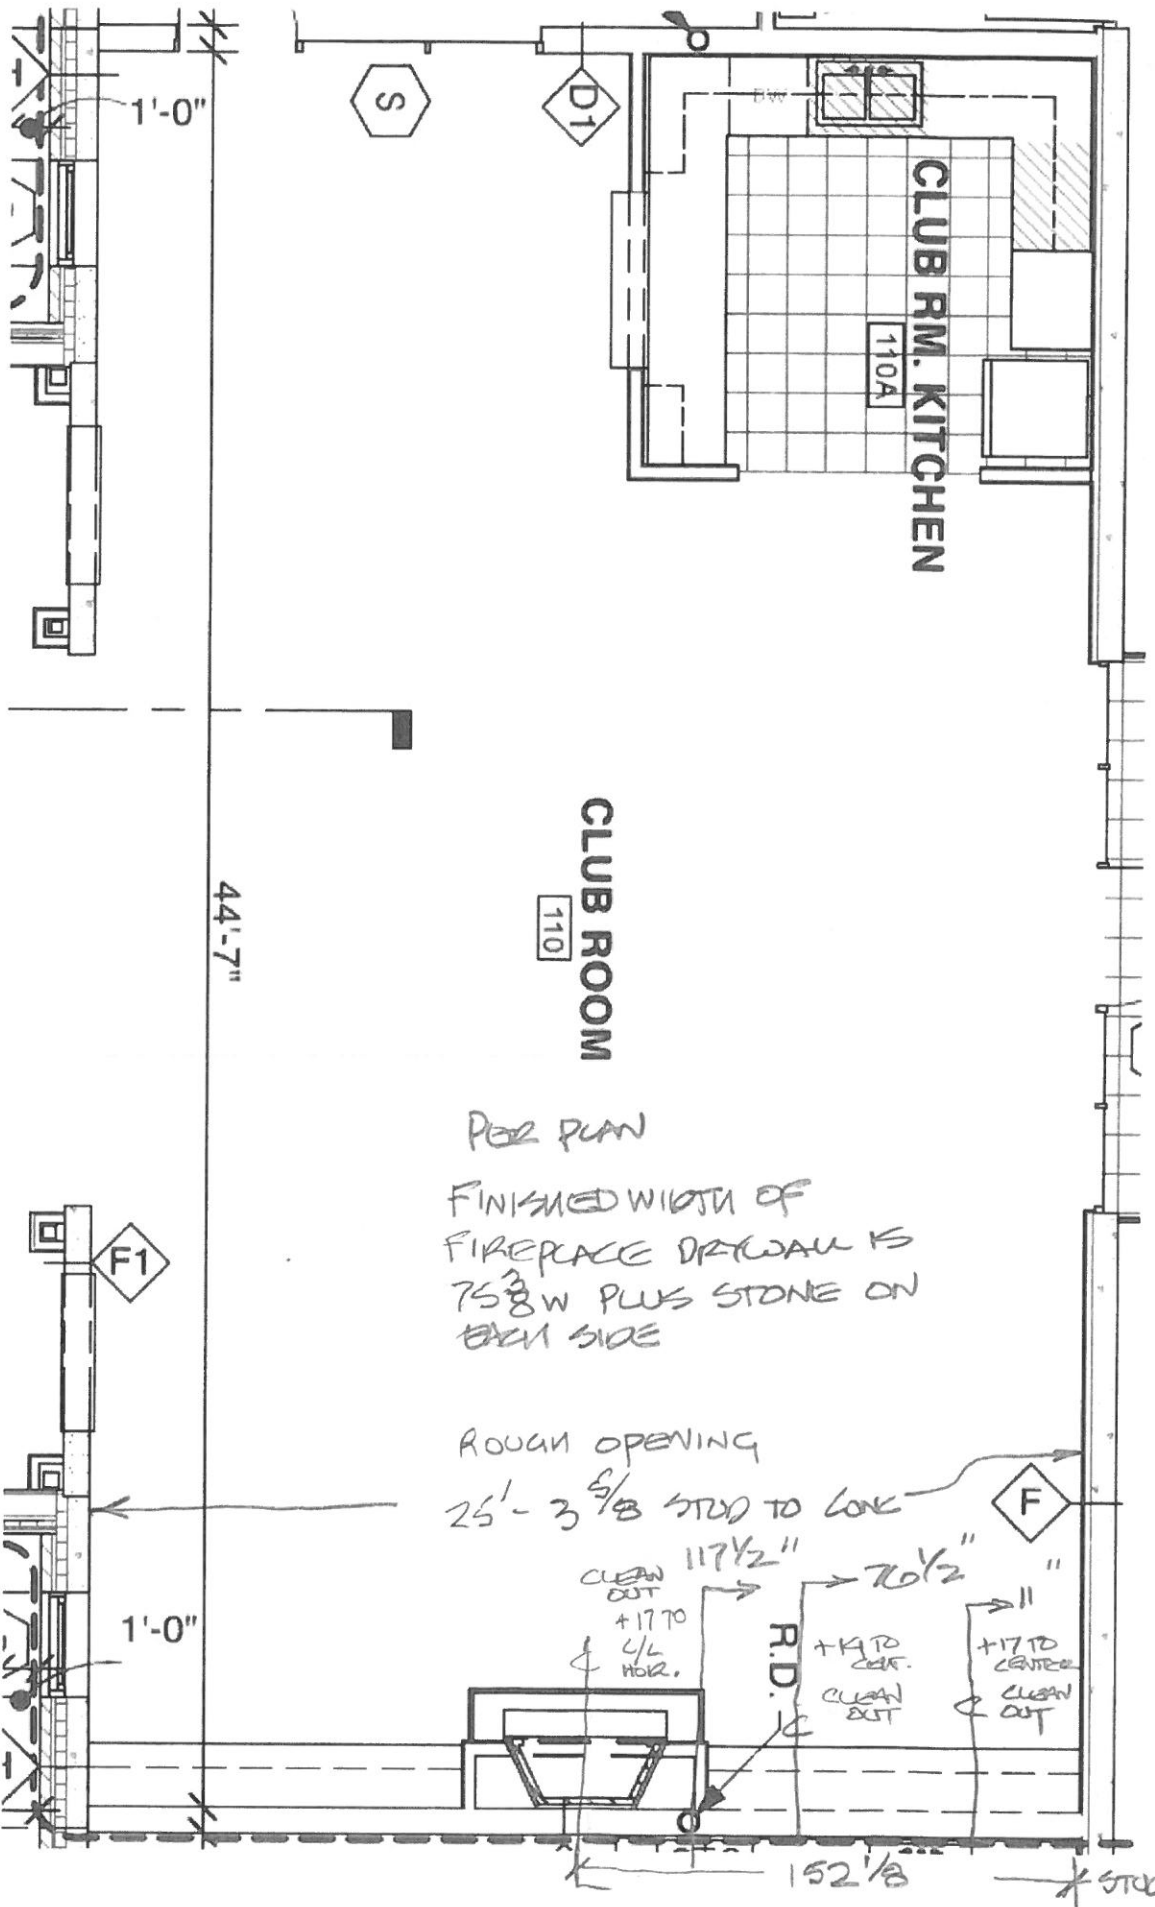 1'-0"
S
D1
DW
CLUB RM. KITCHEN
110A
CLUB ROOM
110
44'-7"
PER PLAN
FINISHED WIDTH OF
FIREPLACE DRYWALL IS
75 3/8 W PLUS STONE ON
EACH SIDE
F1
ROUGH OPENING
25'- 3 5/8 STUD TO CONC
F
117 1/2"
76 1/2"
"
11
CLEAN
OUT
+17 TO
C/L
HOR.
1'-0"
R.D.
+19 TO
CENT.
CLEAN
OUT
+17 TO
CENTER
CLEAN
OUT
152 1/8